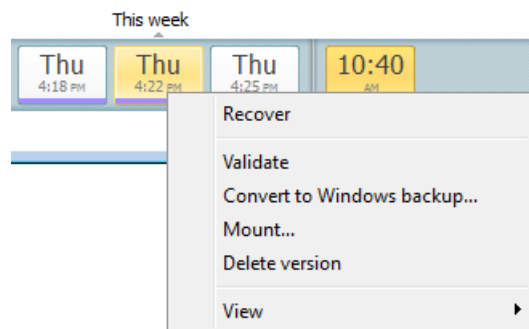 This week
Thu Thu Thu 10:40
4:18 PM 4:22 PM 4:25 PM AM
Recover
Validate
Convert to Windows backup...
Mount...
Delete version
View